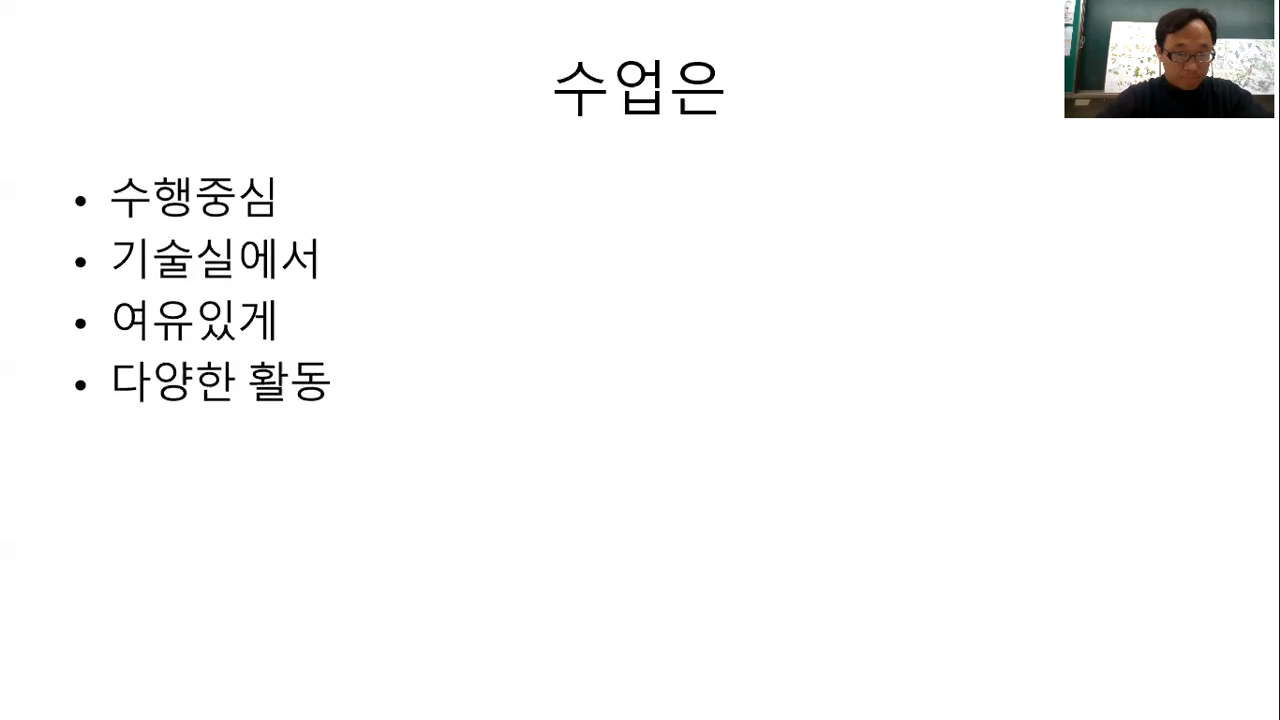 수업은
• 수행중심
• 기술실에서
• 여유있게
• 다양한 활동